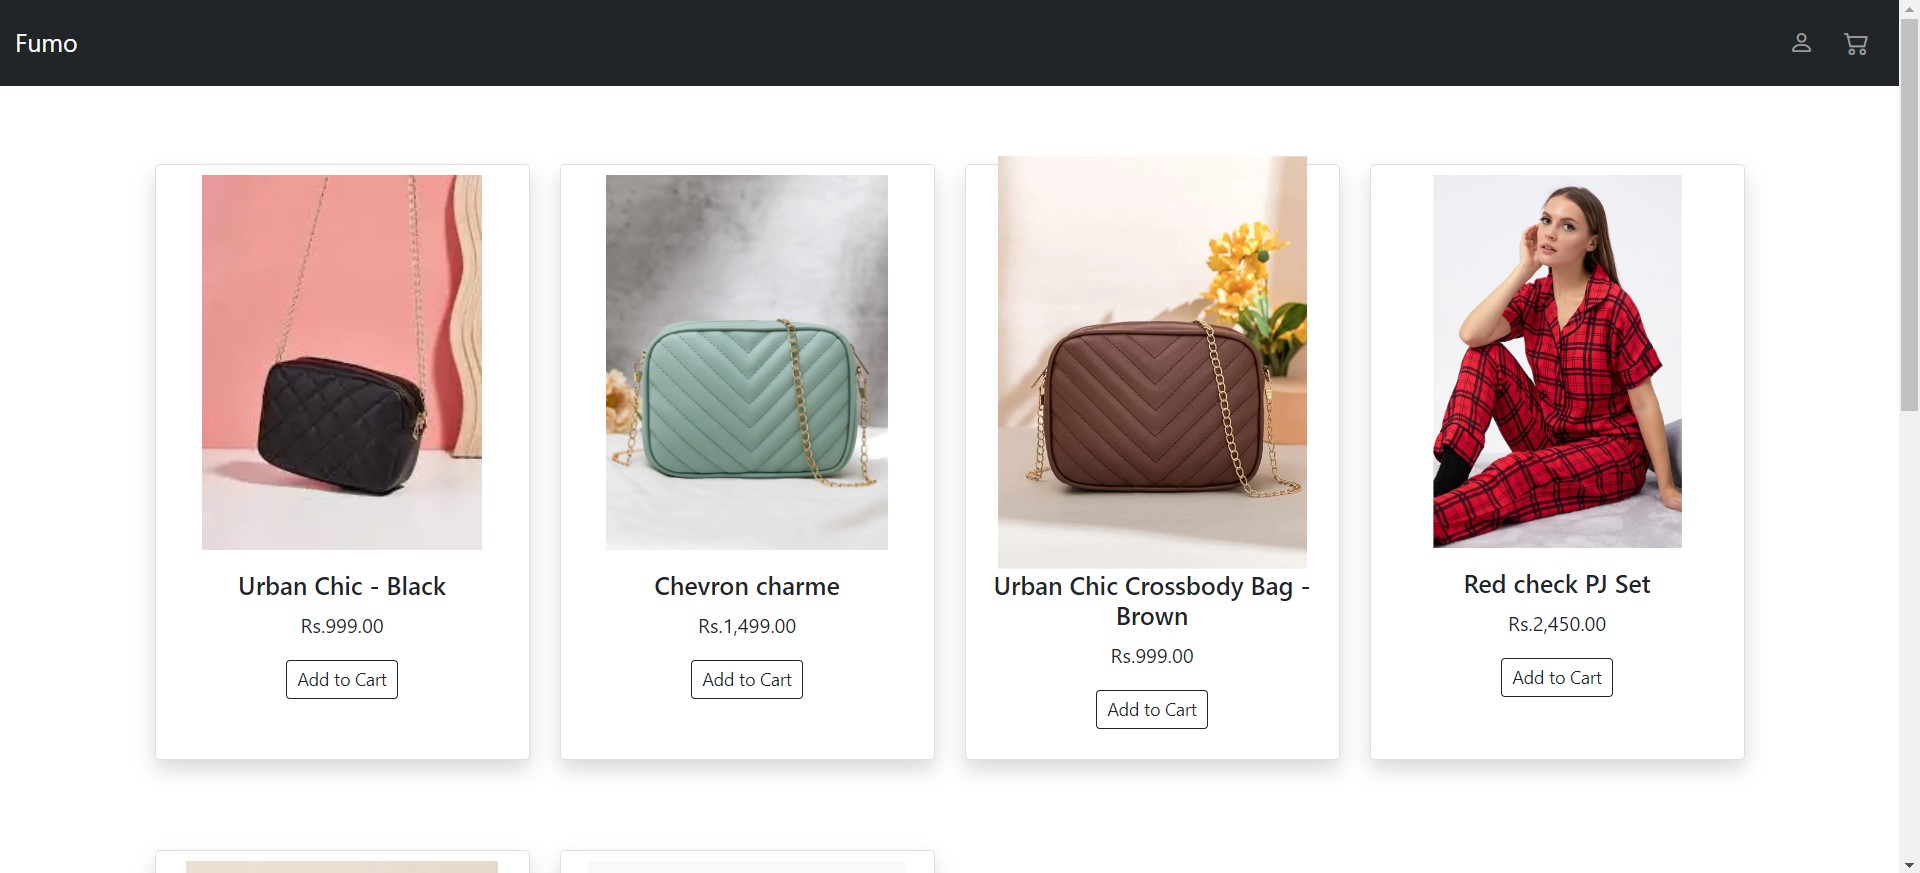 Fumo
Urban Chic - Black
Rs.999.00
Add to Cart
Chevron charme
Rs.1,499.00
Add to Cart
Urban Chic Crossbody Bag -
Brown
Rs.999.00
Add to Cart
Red check PJ Set
Rs.2,450.00
Add to Cart